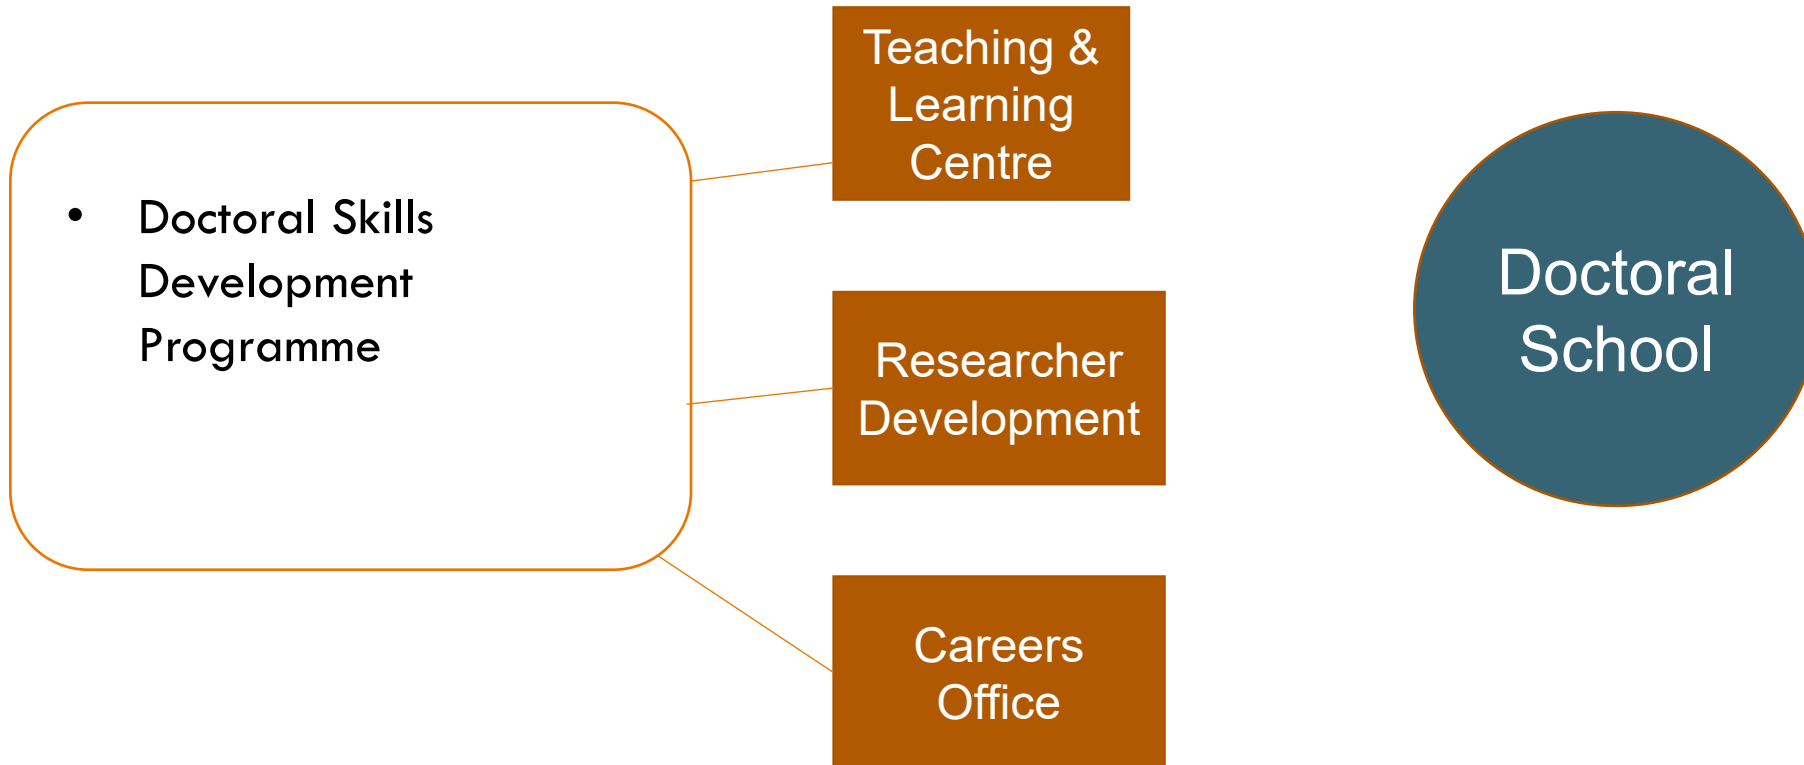 • Doctoral Skills
Development
Programme
Teaching &
Learning
Centre
Researcher
Development
Careers
Office
Doctoral
School